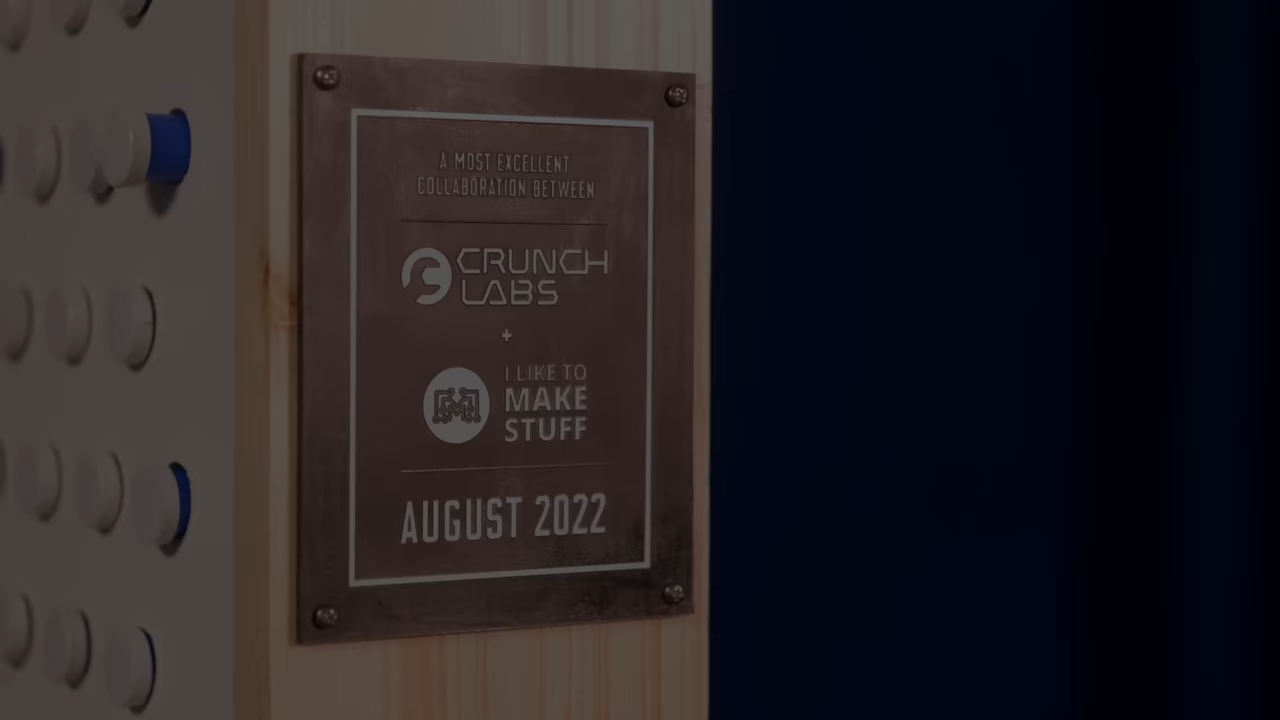 A MOST EXCELLENT
COLLABORATION BETWEEN
CRUNCH
LABS
+
I LIKE TO
MAKE
STUFF
AUGUST 2022